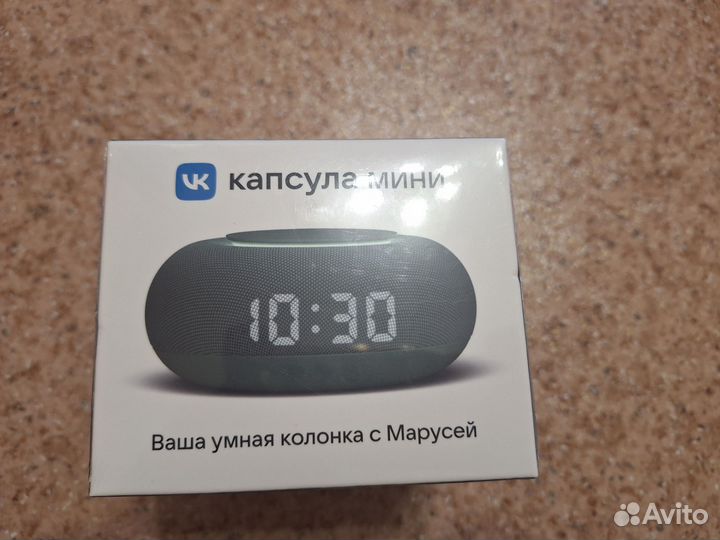 VK капсула мини
10:30
Ваша умная колонка с Марусей
Avito